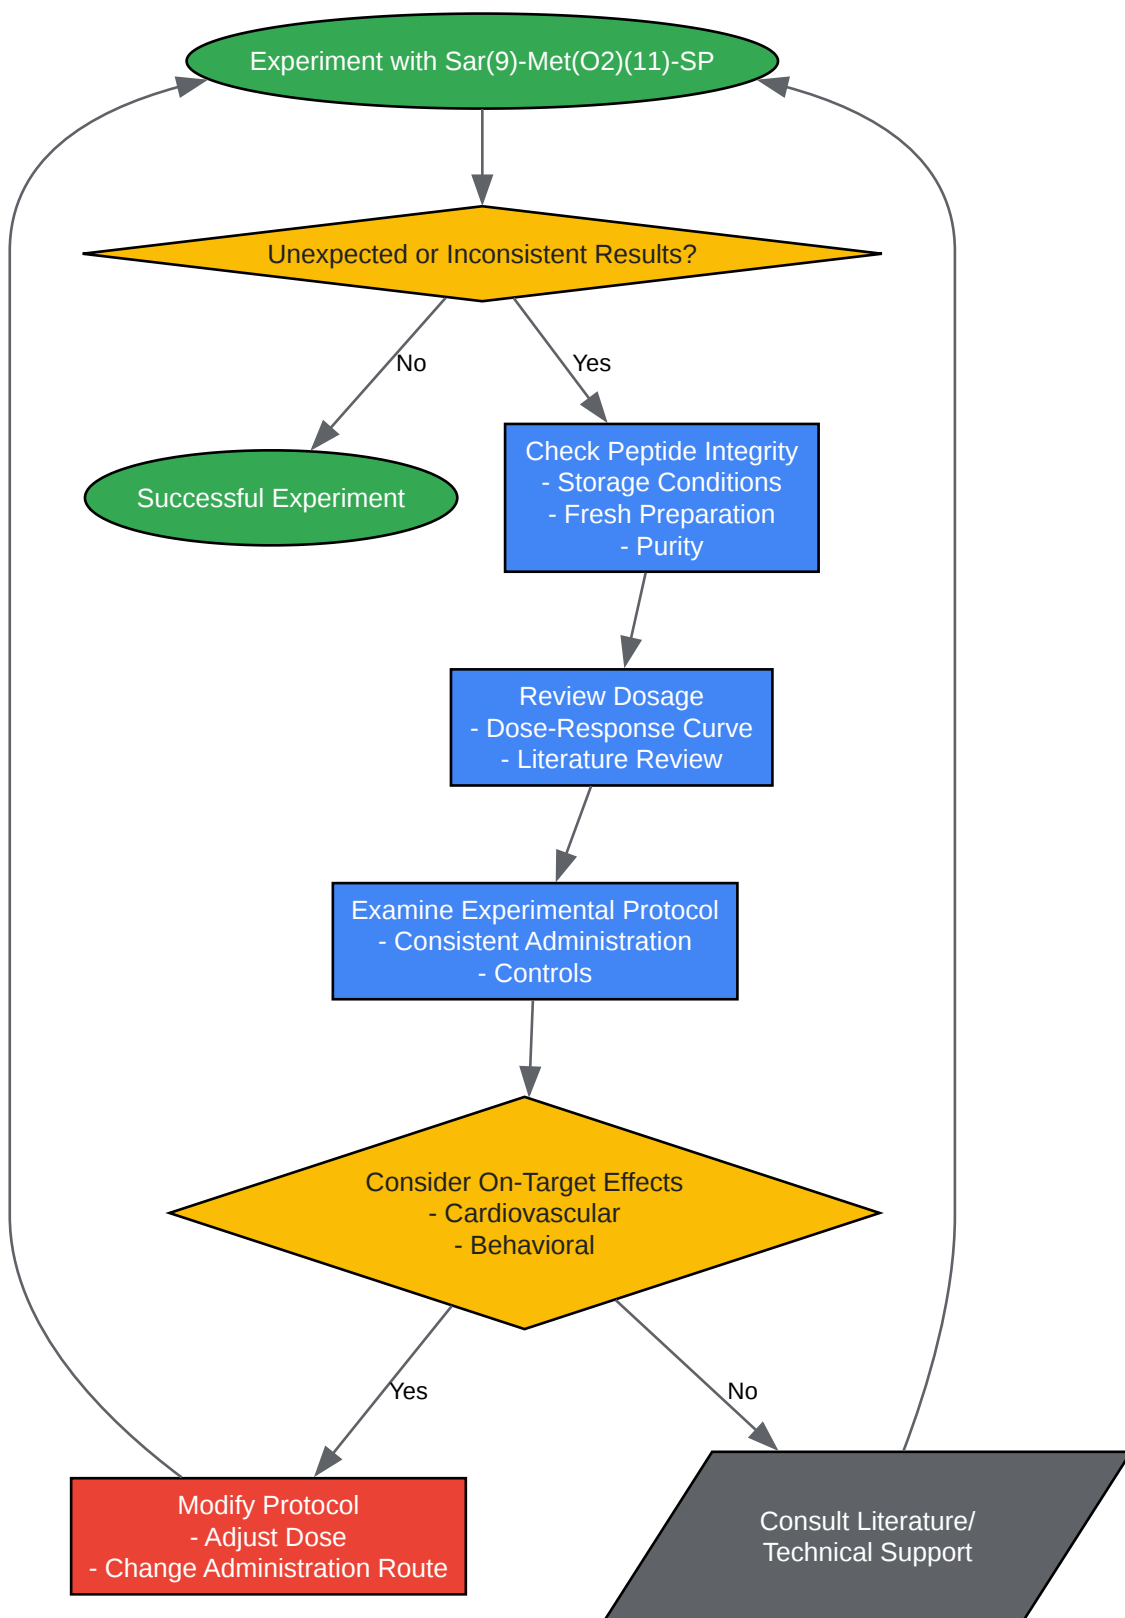 Experiment with Sar(9)-Met(O2)(11)-SP
Unexpected or Inconsistent Results?
No
Yes
Check Peptide Integrity
- Storage Conditions
- Fresh Preparation
- Purity
Successful Experiment
Review Dosage
- Dose-Response Curve
- Literature Review
Examine Experimental Protocol
- Consistent Administration
- Controls
Consider On-Target Effects
- Cardiovascular
- Behavioral
Yes
No
Modify Protocol
- Adjust Dose
- Change Administration Route
Consult Literature/
Technical Support